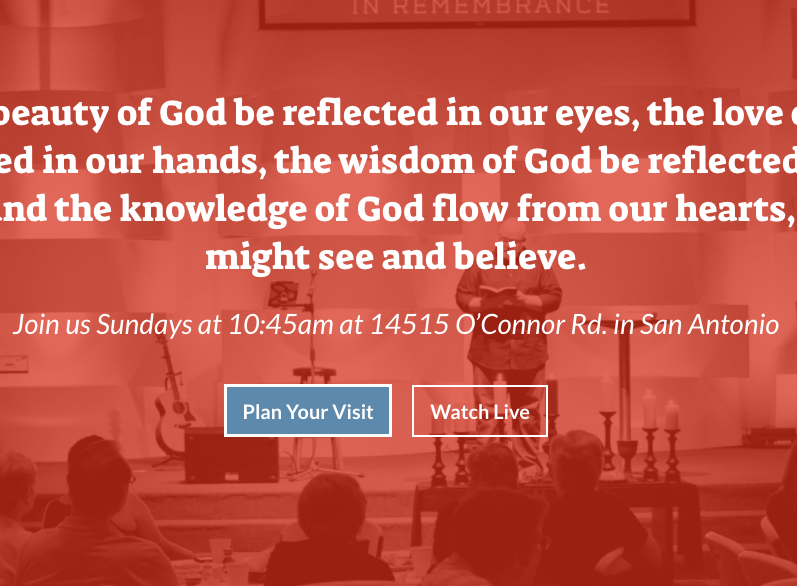 IN REMEMBRANCE
beauty of God be reflected in our eyes, the love
ed in our hands, the wisdom of God be reflected
and the knowledge of God flow from our hearts,
might see and believe.
Join us Sundays at 10:45am at 14515 O’Connor Rd. in San Antonio
Plan Your Visit
Watch Live